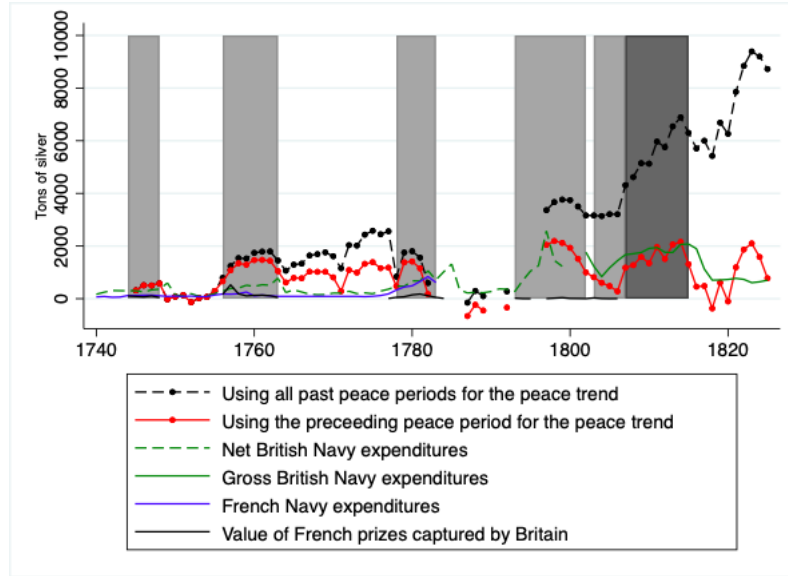 10000
8000
6000
4000
2000
0
Tons of silver
1740 1760 1780 1800 1820
Using all past peace periods for the peace trend
Using the preceeding peace period for the peace trend
Net British Navy expenditures
Gross British Navy expenditures
French Navy expenditures
Value of French prizes captured by Britain